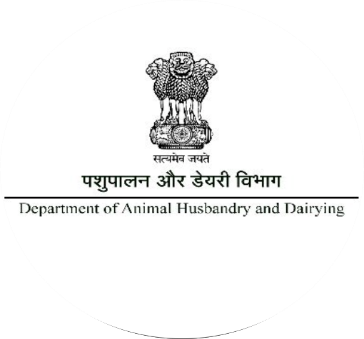 सत्यमेव जयते
पशुपालन और डेयरी विभाग
Department of Animal Husbandry and Dairying